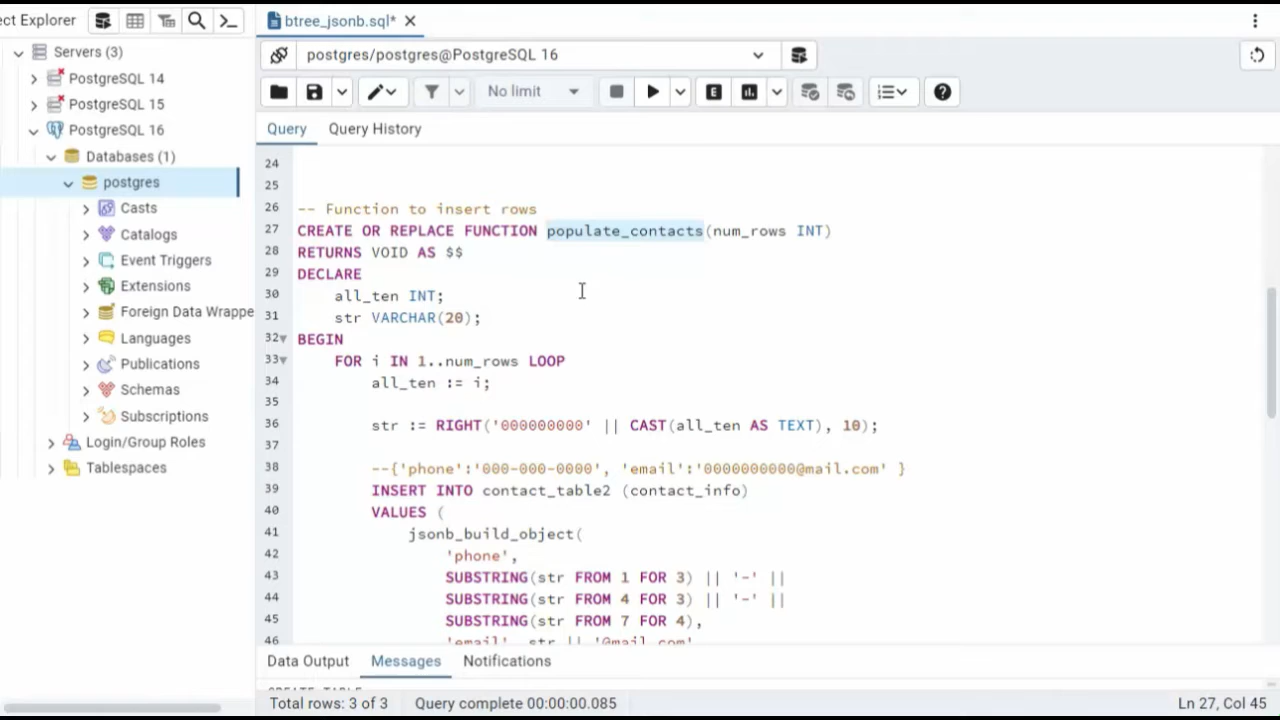 ect Explorer
btree_jsonb.sql*
Servers (3)
PostgreSQL 14
PostgreSQL 15
PostgreSQL 16
Databases (1)
postgres
Casts
Catalogs
Event Triggers
Extensions
Foreign Data Wrappe
Languages
Publications
Schemas
Subscriptions
Login/Group Roles
Tablespaces
postgres/postgres@PostgreSQL 16
No limit
E
Query Query History
24
25
26 -- Function to insert rows
27 CREATE OR REPLACE FUNCTION populate_contacts(num_rows INT)
28 RETURNS VOID AS $$
29 DECLARE
30 all_ten INT;
31 str VARCHAR(20);
32 BEGIN
33 FOR i IN 1..num_rows LOOP
34 all_ten := i;
35
36 str := RIGHT('000000000' || CAST(all_ten AS TEXT), 10);
37
38 --{'phone':'000-000-0000', 'email':'0000000000@mail.com' }
39 INSERT INTO contact_table2 (contact_info)
40 VALUES (
41 jsonb_build_object(
42 'phone',
43 SUBSTRING(str FROM 1 FOR 3) || '-' ||
44 SUBSTRING(str FROM 4 FOR 3) || '-' ||
45 SUBSTRING(str FROM 7 FOR 4),
46 'email', str || '@mail.com'
Data Output Messages Notifications
CREATE TABLE
Total rows: 3 of 3 Query complete 00:00:00.085 Ln 27, Col 45